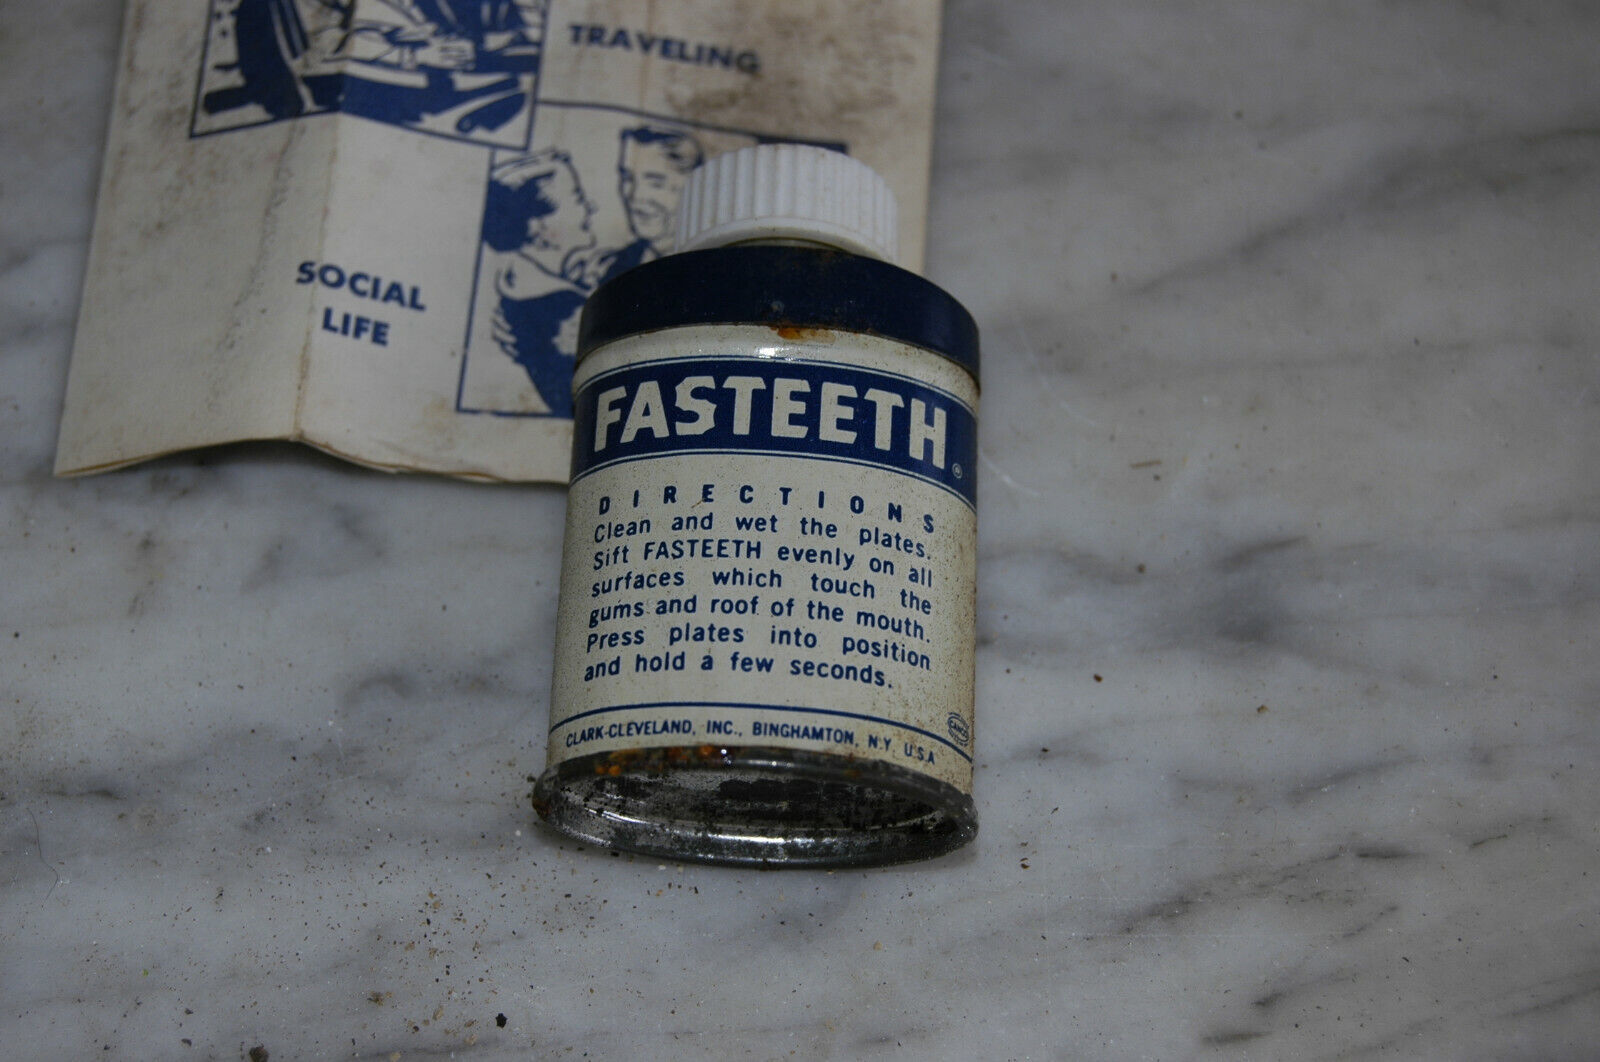 TRAVELING
SOCIAL
LIFE
FASTEETH®
DIRECTIONS
Clean and wet the plates.
Sift FASTEETH evenly on all
surfaces which touch the
gums and roof of the mouth.
Press plates into position
and hold a few seconds.
CLARK-CLEVELAND, INC., BINGHAMTON, N.Y. U.S.A
CANCO